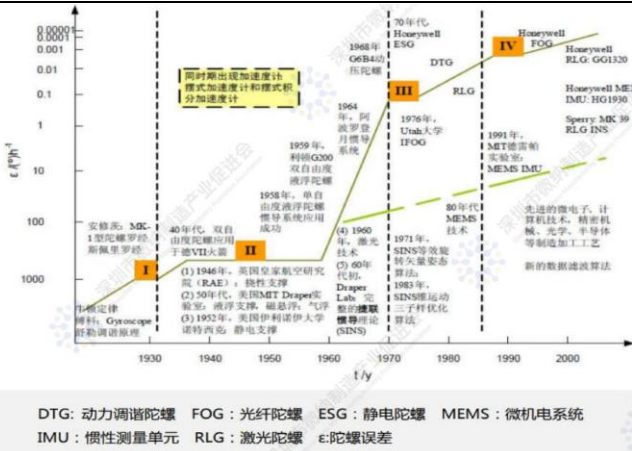 0.00001
0.0001
0.001
0.01
0.1
1
10
100
1000
ε /(°)h⁻¹
同时期出现加速度计
摆式加速度计和摆式积
分加速度计
1968年
G6B4动
压陀螺
70年代,
Honeywell
ESG
DTG
RLG
III
1976年,
Utah大学
IFOG
IV
Honeywell
FOG
Honeywell
RLG: GG1320
Honeywell ME
IMU: HG1930
Sperry: MK 39
RLG INS
1991年,
MIT德雷帕
实验室:
MEMS IMU
1964
年,阿
波罗登
月惯导
系统
1959年,
利顿G200
双自由度
液浮陀螺
1958年,单自
由度液浮陀螺
惯导系统应用
成功
安修茨: MK-
1型陀螺罗经
斯佩里罗经
I
40年代,双自
由度陀螺应用
于德VII火箭
II
(1) 1946年,英国皇家航空研究
院(RAE):挠性支撑
(2) 50年代,美国MIT Draper实
验室:液浮支撑,磁悬浮;气浮
(3) 1952年,美国伊利诺伊大学
诺特西克:静电支撑
牛顿定律
傅科: Gyroscope
舒勒调谐原理
(4) 1960
年,激光
技术
(5) 60年
代初,
Draper
Labs 完
整的捷联
惯导理论
(SINS)
1971年,
SINS等效旋
转矢量姿态
算法;
1983年,
SINS维运动
三子样优化
算法
80年代
MEMS
技术
先进的微电子、计
算机技术,精密机
械、光学、半导体
等制造加工工艺
新的数据滤波算法
1930
1940
1950
1960
1970
1980
1990
2000
t /y
DTG: 动力调谐陀螺 FOG:光纤陀螺 ESG:静电陀螺 MEMS:微机电系统
IMU:惯性测量单元 RLG:激光陀螺 ε:陀螺误差